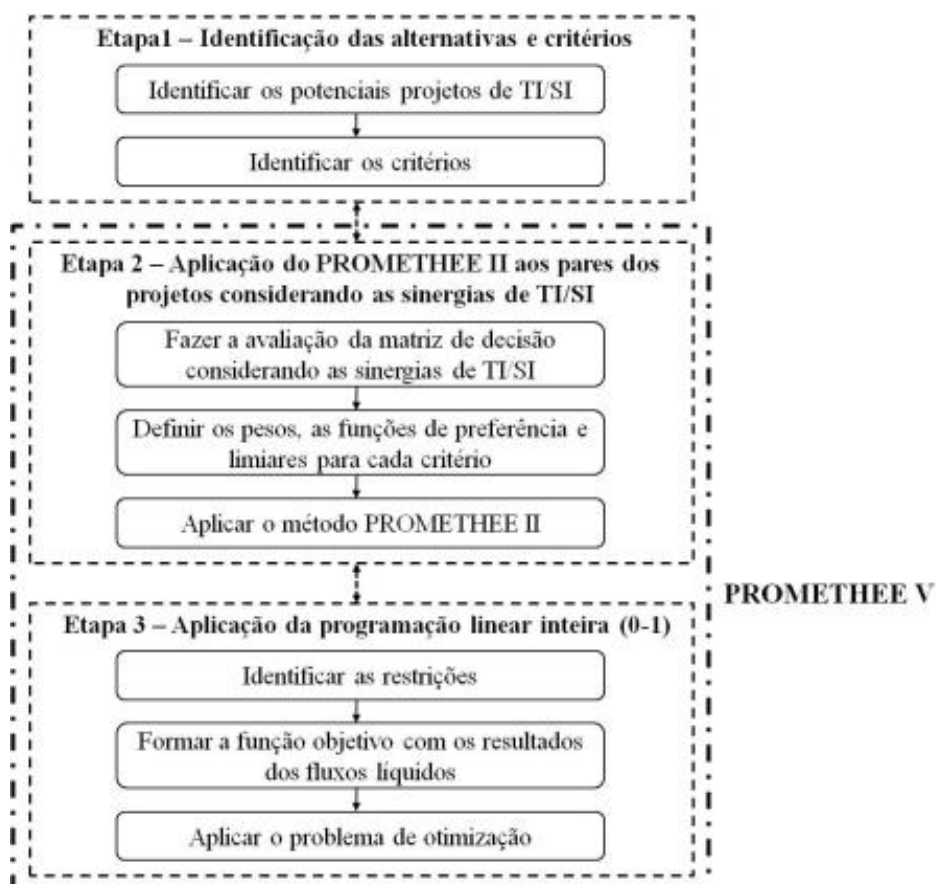 Etapa1 – Identificação das alternativas e critérios
Identificar os potenciais projetos de TI/SI
Identificar os critérios
Etapa 2 – Aplicação do PROMETHEE II aos pares dos
projetos considerando as sinergias de TI/SI
Fazer a avaliação da matriz de decisão
considerando as sinergias de TI/SI
Definir os pesos, as funções de preferência e
limiares para cada critério
Aplicar o método PROMETHEE II
PROMETHEE V
Etapa 3 – Aplicação da programação linear inteira (0-1)
Identificar as restrições
Formar a função objetivo com os resultados
dos fluxos líquidos
Aplicar o problema de otimização